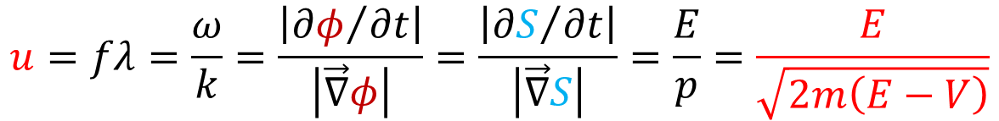 u = fλ = ω/k = |∂ϕ/∂t| / |∇⃗ϕ| = |∂S/∂t| / |∇⃗S| = E/p = E/√(2m(E − V))